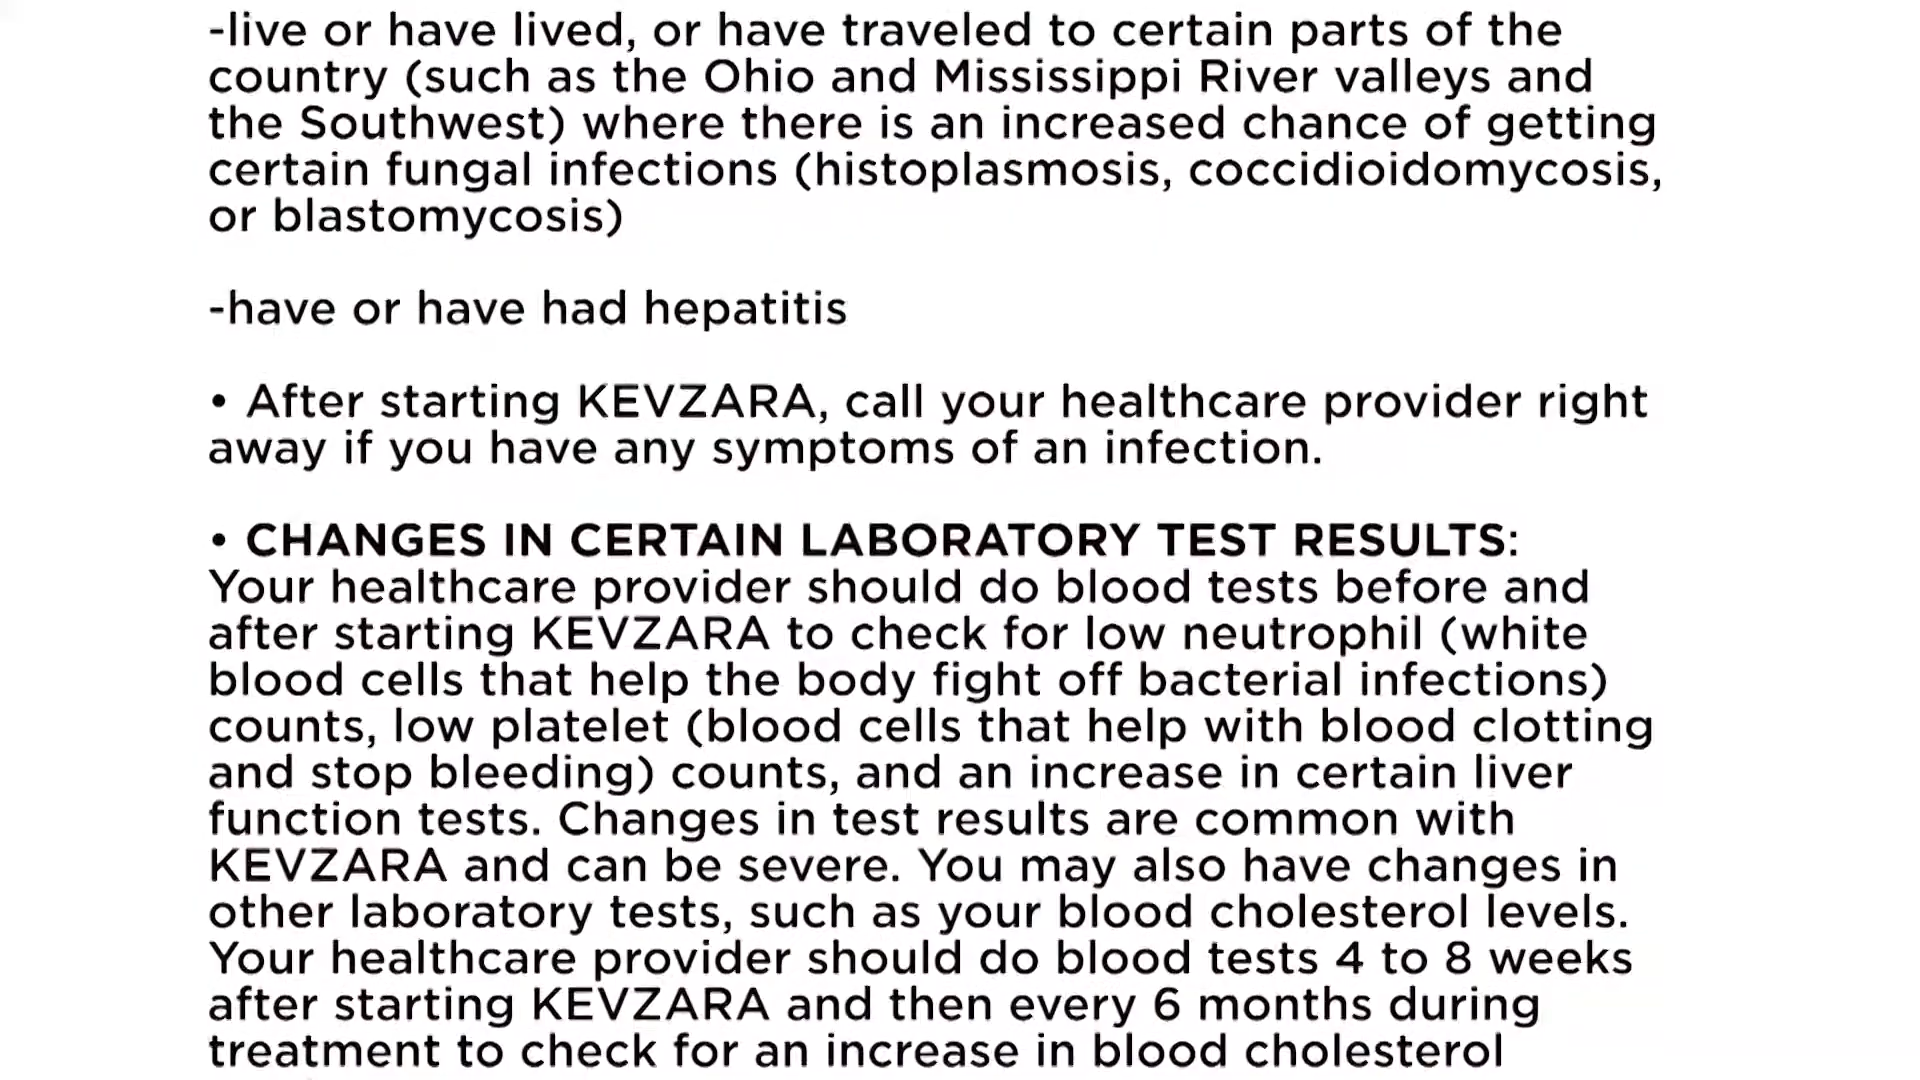 -live or have lived, or have traveled to certain parts of the
country (such as the Ohio and Mississippi River valleys and
the Southwest) where there is an increased chance of getting
certain fungal infections (histoplasmosis, coccidioidomycosis,
or blastomycosis)
-have or have had hepatitis
• After starting KEVZARA, call your healthcare provider right
away if you have any symptoms of an infection.
• CHANGES IN CERTAIN LABORATORY TEST RESULTS:
Your healthcare provider should do blood tests before and
after starting KEVZARA to check for low neutrophil (white
blood cells that help the body fight off bacterial infections)
counts, low platelet (blood cells that help with blood clotting
and stop bleeding) counts, and an increase in certain liver
function tests. Changes in test results are common with
KEVZARA and can be severe. You may also have changes in
other laboratory tests, such as your blood cholesterol levels.
Your healthcare provider should do blood tests 4 to 8 weeks
after starting KEVZARA and then every 6 months during
treatment to check for an increase in blood cholesterol